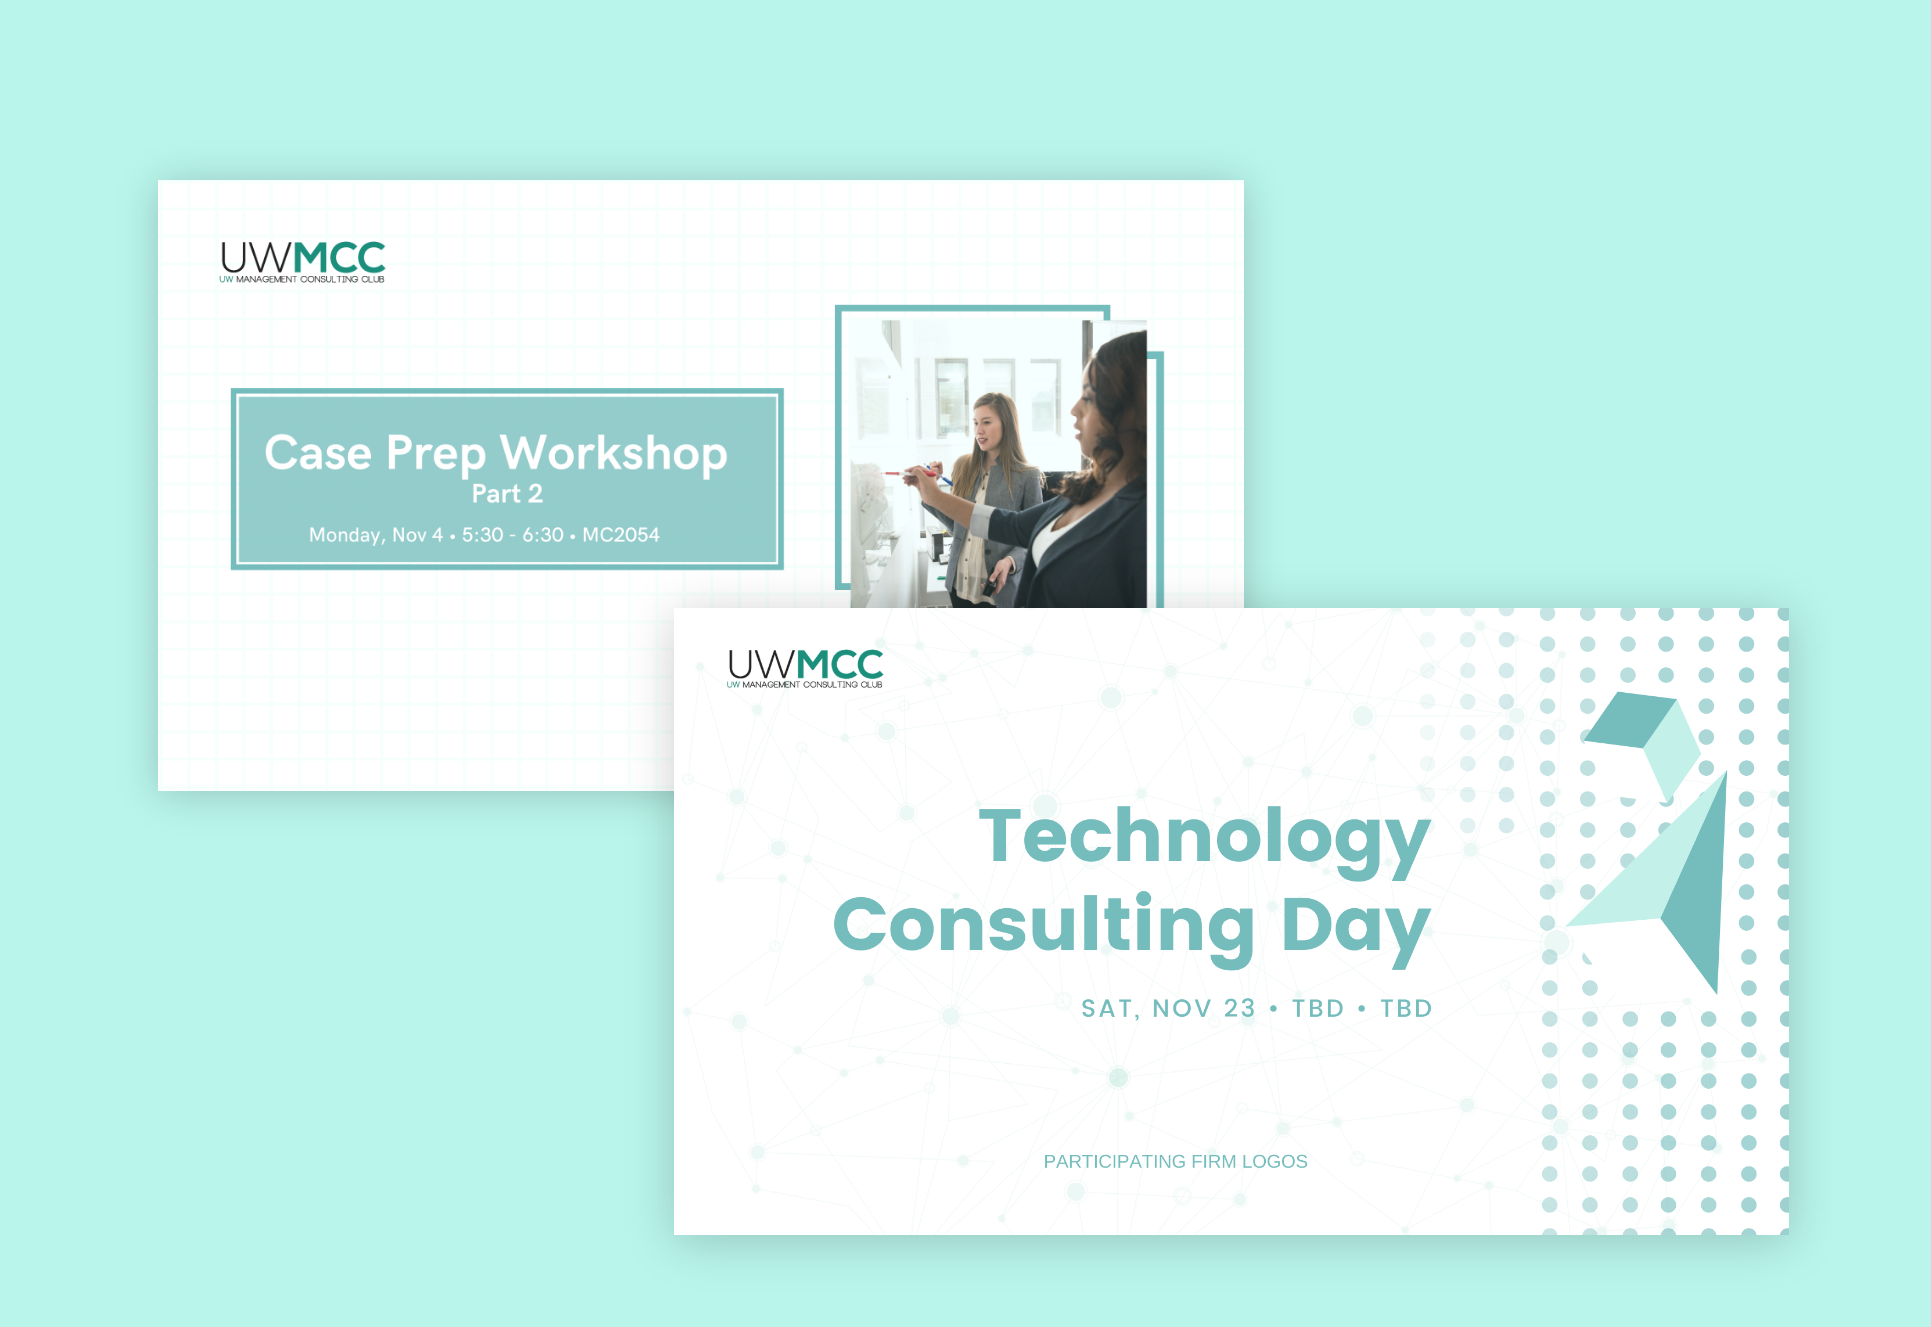 UWMCC
UW MANAGEMENT CONSULTING CLUB
Case Prep Workshop
Part 2
Monday, Nov 4 • 5:30 - 6:30 • MC2054
UWMCC
UW MANAGEMENT CONSULTING CLUB
Technology
Consulting Day
SAT, NOV 23 • TBD • TBD
PARTICIPATING FIRM LOGOS